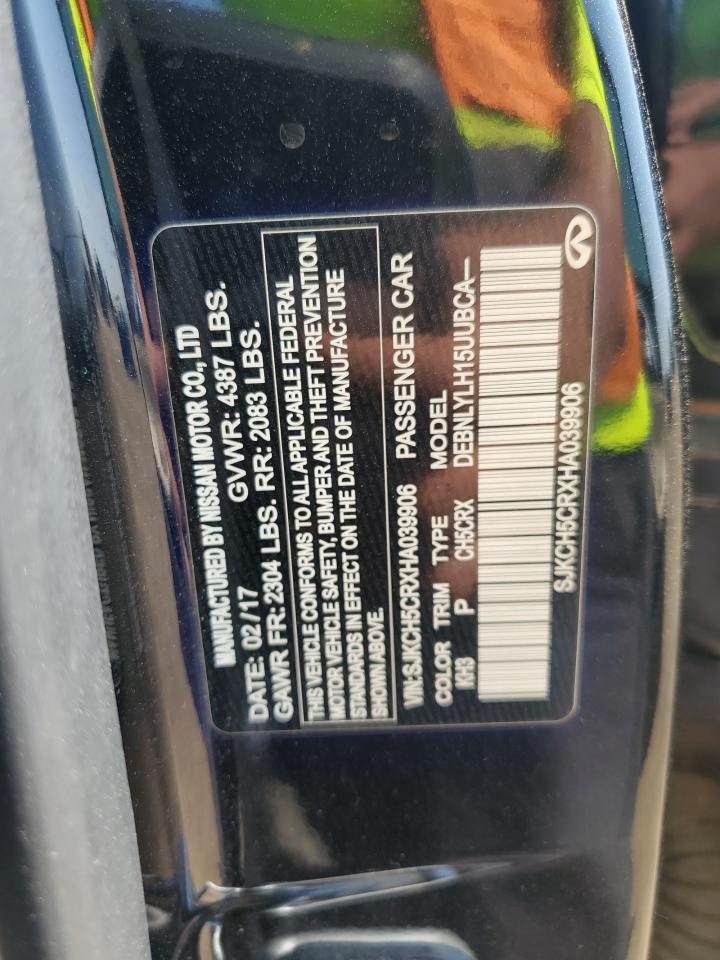 MANUFACTURED BY NISSAN MOTOR CO., LTD
DATE: 02/17 GVWR: 4387 LBS.
GAWR FR: 2304 LBS. RR: 2083 LBS.
THIS VEHICLE CONFORMS TO ALL APPLICABLE FEDERAL
MOTOR VEHICLE SAFETY, BUMPER AND THEFT PREVENTION
STANDARDS IN EFFECT ON THE DATE OF MANUFACTURE
SHOWN ABOVE.
VIN:SJKCH5CRXHA039906 PASSENGER CAR
COLOR TRIM TYPE MODEL
KH3 P CH5CRX DEBNLYLH15UUBCA—
SJKCH5CRXHA039906